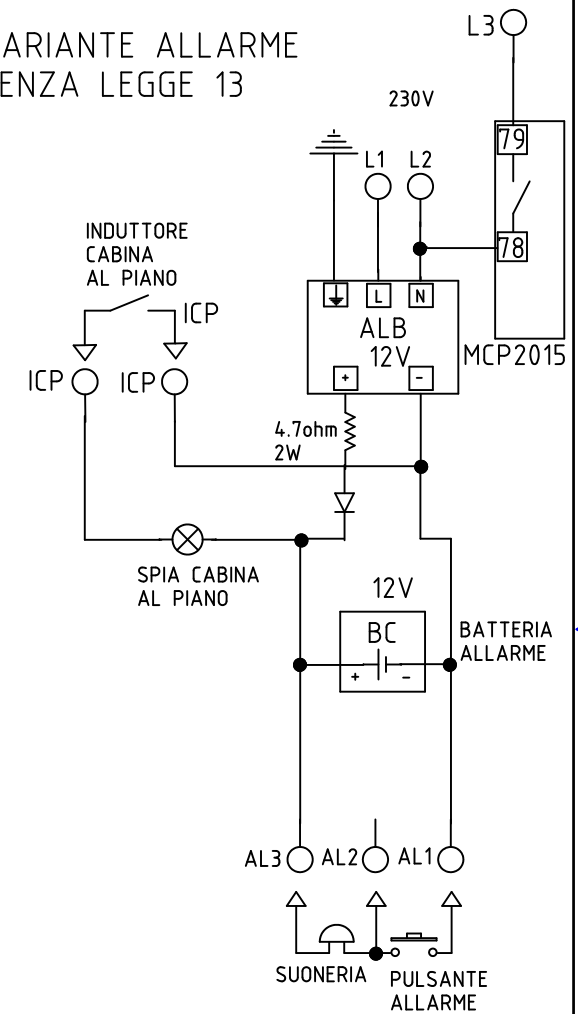 ARIANTE ALLARME
ENZA LEGGE 13
L3
230V
79
L1
L2
78
INDUTTORE
CABINA
AL PIANO
ICP
L
N
ALB
12V
MCP2015
ICP
ICP
+
-
4.7ohm
2W
SPIA CABINA
AL PIANO
12V
BC
+
-
BATTERIA
ALLARME
AL3
AL2
AL1
SUONERIA
PULSANTE
ALLARME